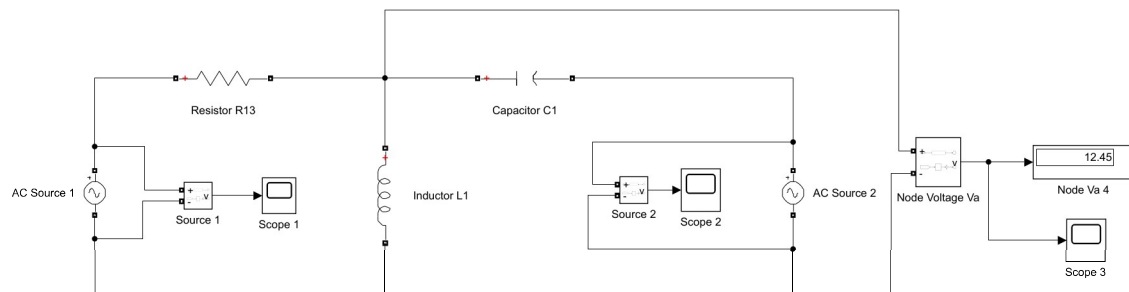 Resistor R13
Capacitor C1
AC Source 1
+
-
v
Source 1
Scope 1
Inductor L1
+
-
v
Source 2
Scope 2
AC Source 2
+
-
v
Node Voltage Va
12.45
Node Va 4
Scope 3